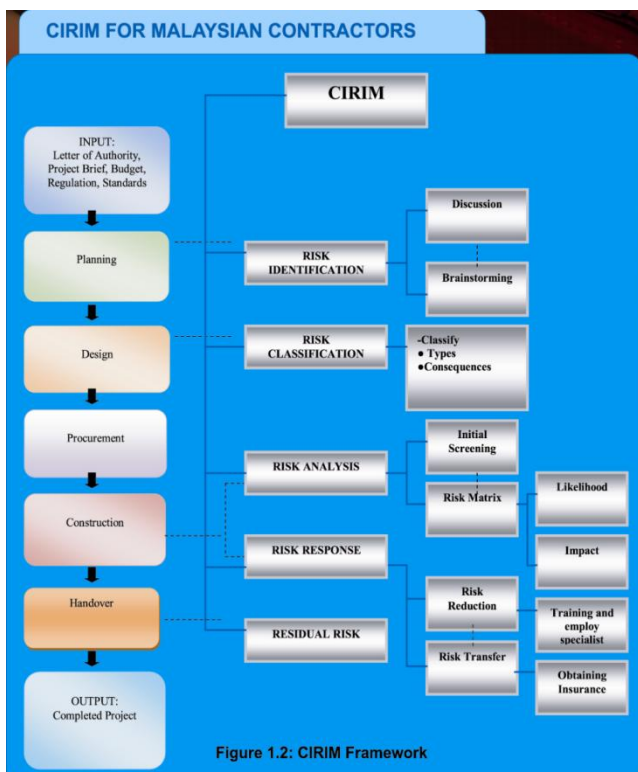 CIRIM FOR MALAYSIAN CONTRACTORS
CIRIM
INPUT:
Letter of Authority,
Project Brief, Budget,
Regulation, Standards
Planning
Design
Procurement
Construction
Handover
OUTPUT:
Completed Project
RISK
IDENTIFICATION
Discussion
Brainstorming
RISK
CLASSIFICATION
-Classify
● Types
●Consequences
RISK ANALYSIS
Initial
Screening
Risk Matrix
Likelihood
Impact
RISK RESPONSE
Risk
Reduction
Training and
employ
specialist
Risk Transfer
Obtaining
Insurance
RESIDUAL RISK
Figure 1.2: CIRIM Framework